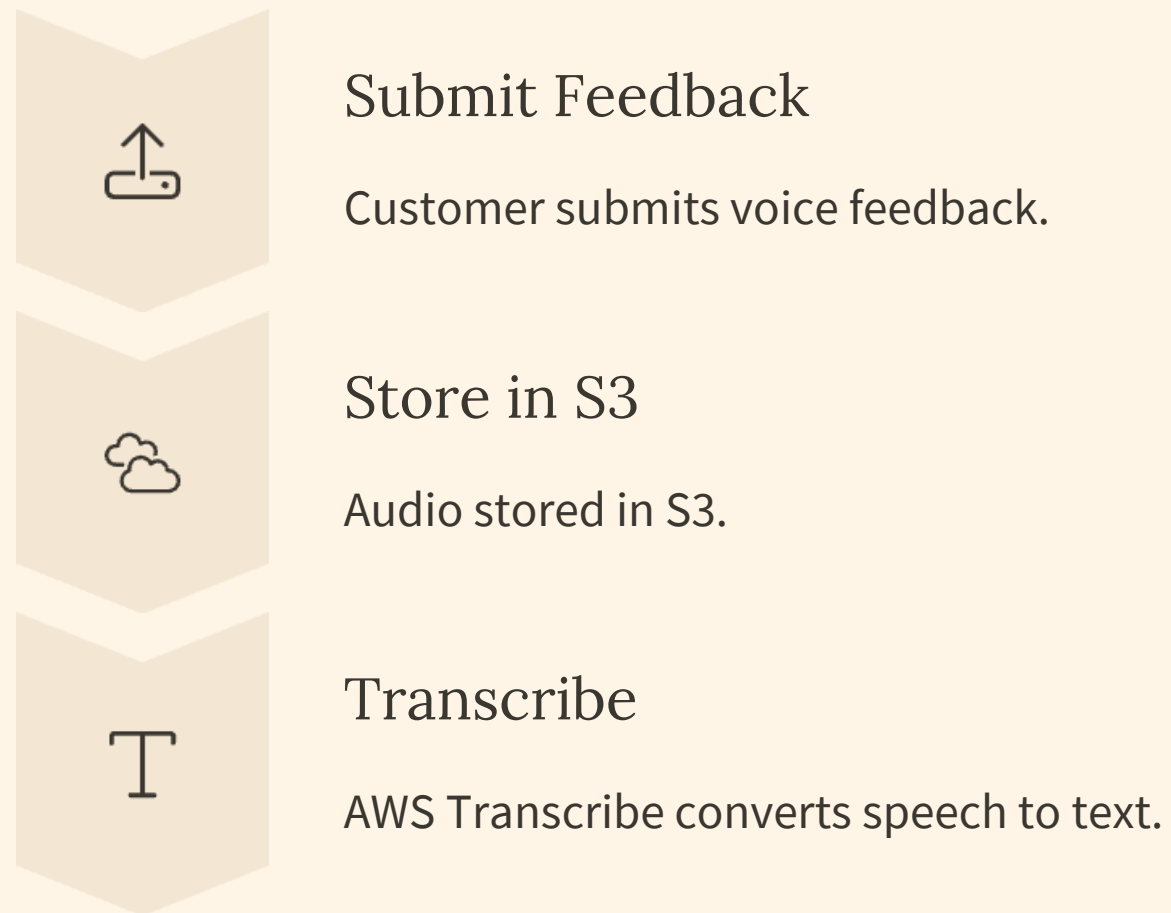 Submit Feedback
Customer submits voice feedback.
Store in S3
Audio stored in S3.
Transcribe
AWS Transcribe converts speech to text.